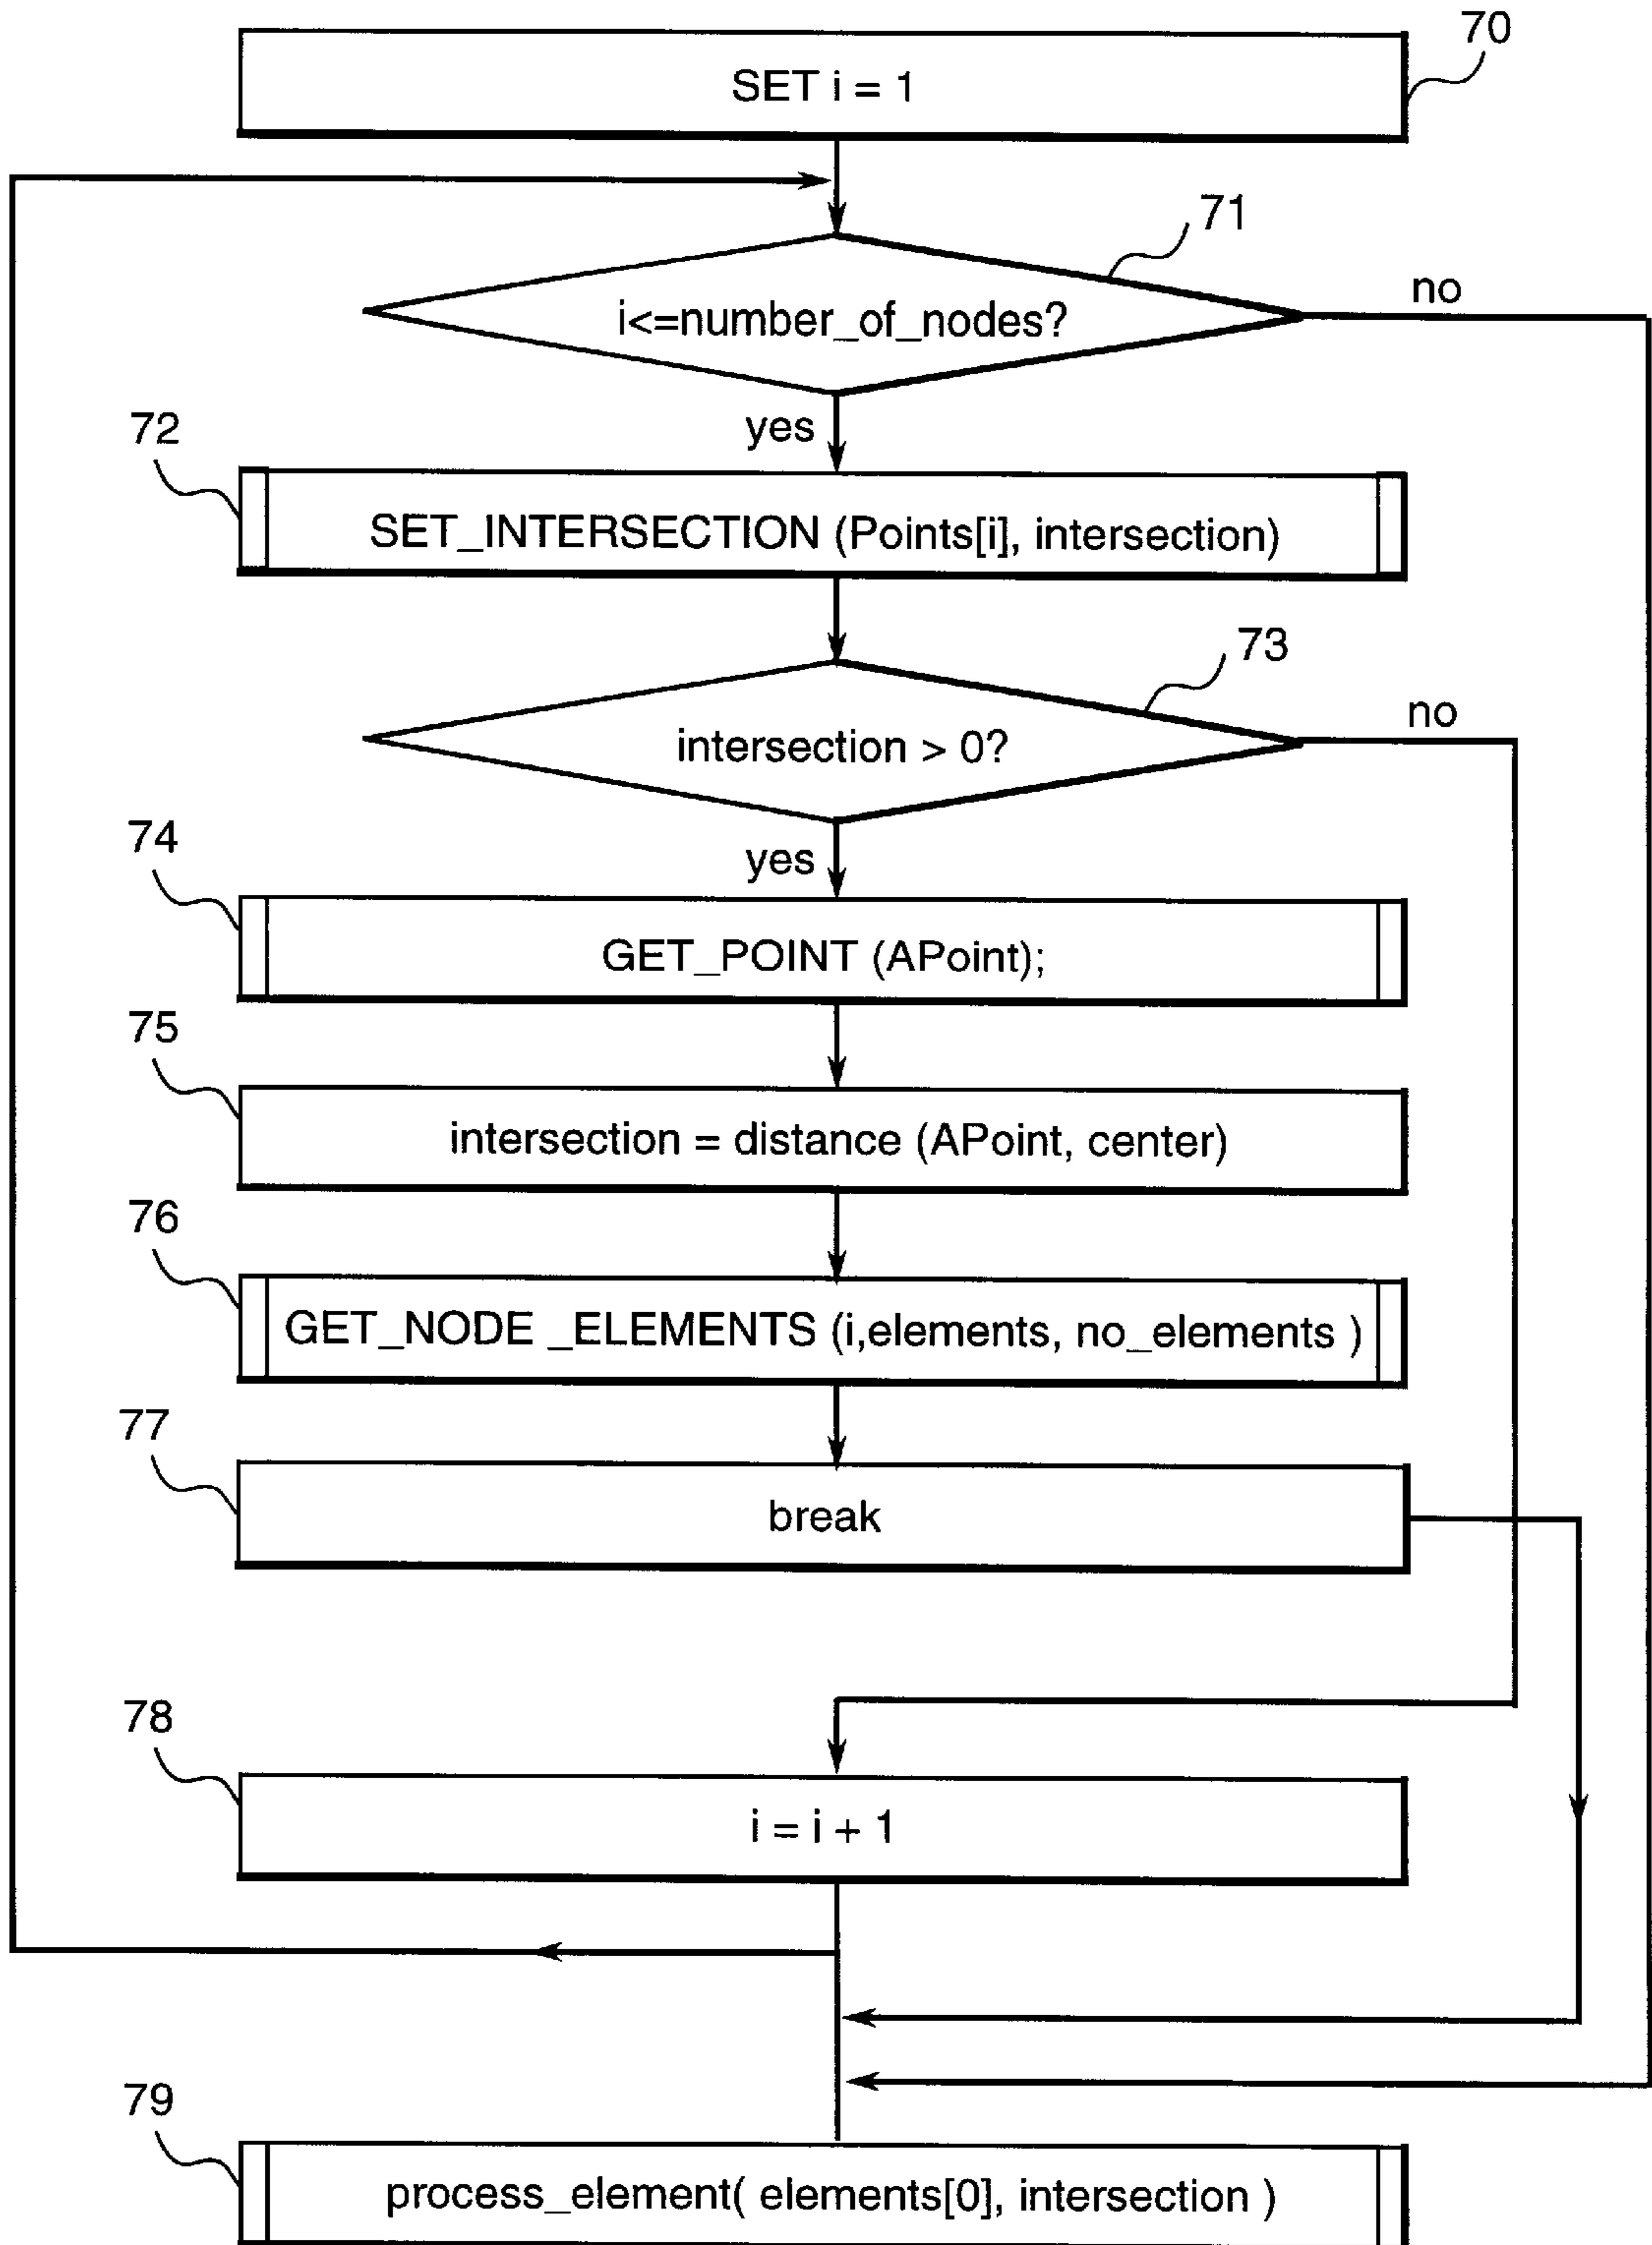 70
SET i = 1
71
no
i<=number_of_nodes?
yes
72
SET_INTERSECTION (Points[i], intersection)
73
no
intersection > 0?
yes
74
GET_POINT (APoint);
75
intersection = distance (APoint, center)
76
GET_NODE _ELEMENTS (i,elements, no_elements )
77
break
78
i = i + 1
79
process_element( elements[0], intersection )